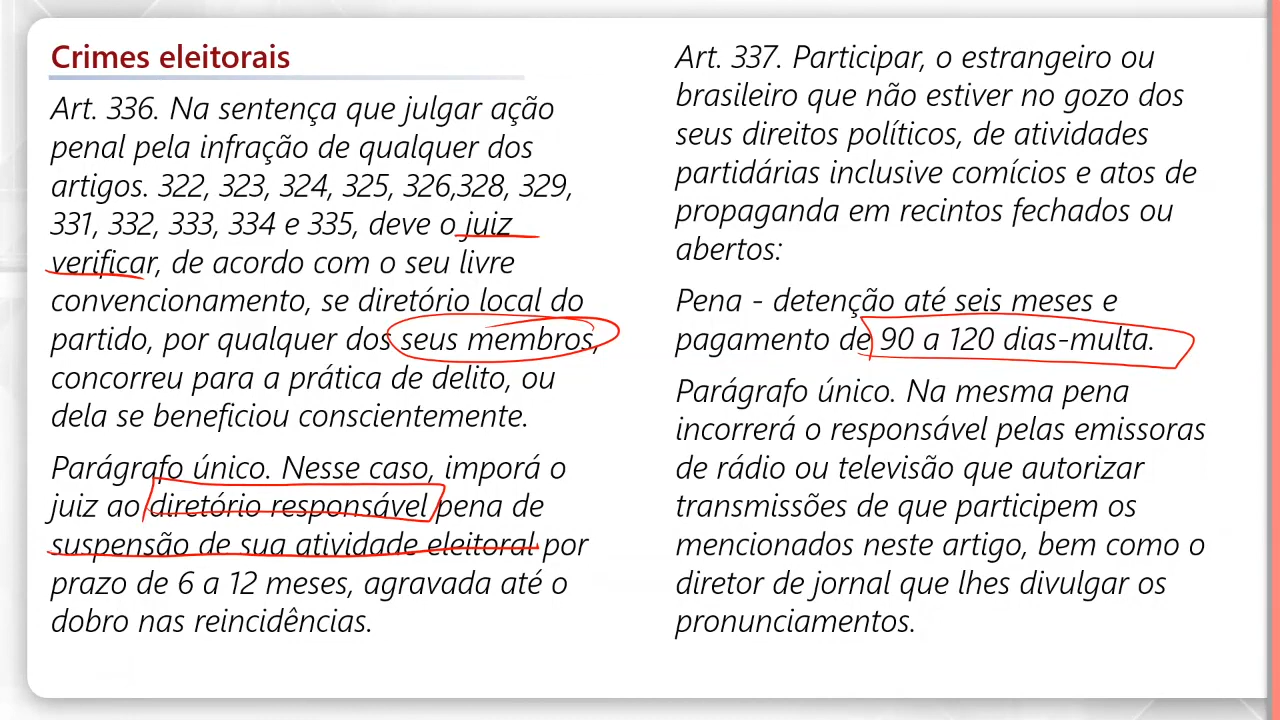 Crimes eleitorais
Art. 336. Na sentença que julgar ação
penal pela infração de qualquer dos
artigos. 322, 323, 324, 325, 326,328, 329,
331, 332, 333, 334 e 335, deve o juiz
verificar, de acordo com o seu livre
convencionamento, se diretório local do
partido, por qualquer dos seus membros,
concorreu para a prática de delito, ou
dela se beneficiou conscientemente.
Parágrafo único. Nesse caso, imporá o
juiz ao diretório responsável pena de
suspensão de sua atividade eleitoral por
prazo de 6 a 12 meses, agravada até o
dobro nas reincidências.
Art. 337. Participar, o estrangeiro ou
brasileiro que não estiver no gozo dos
seus direitos políticos, de atividades
partidárias inclusive comícios e atos de
propaganda em recintos fechados ou
abertos:
Pena - detenção até seis meses e
pagamento de 90 a 120 dias-multa.
Parágrafo único. Na mesma pena
incorrerá o responsável pelas emissoras
de rádio ou televisão que autorizar
transmissões de que participem os
mencionados neste artigo, bem como o
diretor de jornal que lhes divulgar os
pronunciamentos.